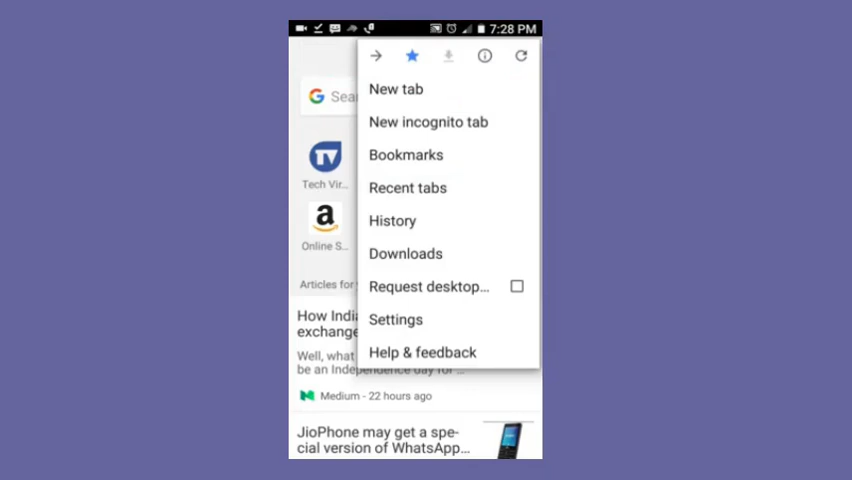 7:28 PM
New tab
New incognito tab
Bookmarks
Recent tabs
History
Downloads
Request desktop...
Settings
Help & feedback
G Sea
TV
Tech Vir...
a
Online S...
Articles for
How India
exchange
Well, what
be an Independence day for ...
Medium - 22 hours ago
JioPhone may get a spe-
cial version of WhatsApp...